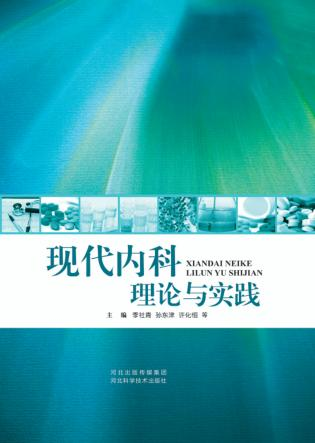 现代内科
XIANDAI NEIKE
LILUN YU SHIJIAN
理论与实践
主 编 李社青 孙东津 许化恒 等
河北出版传媒集团
河北科学技术出版社